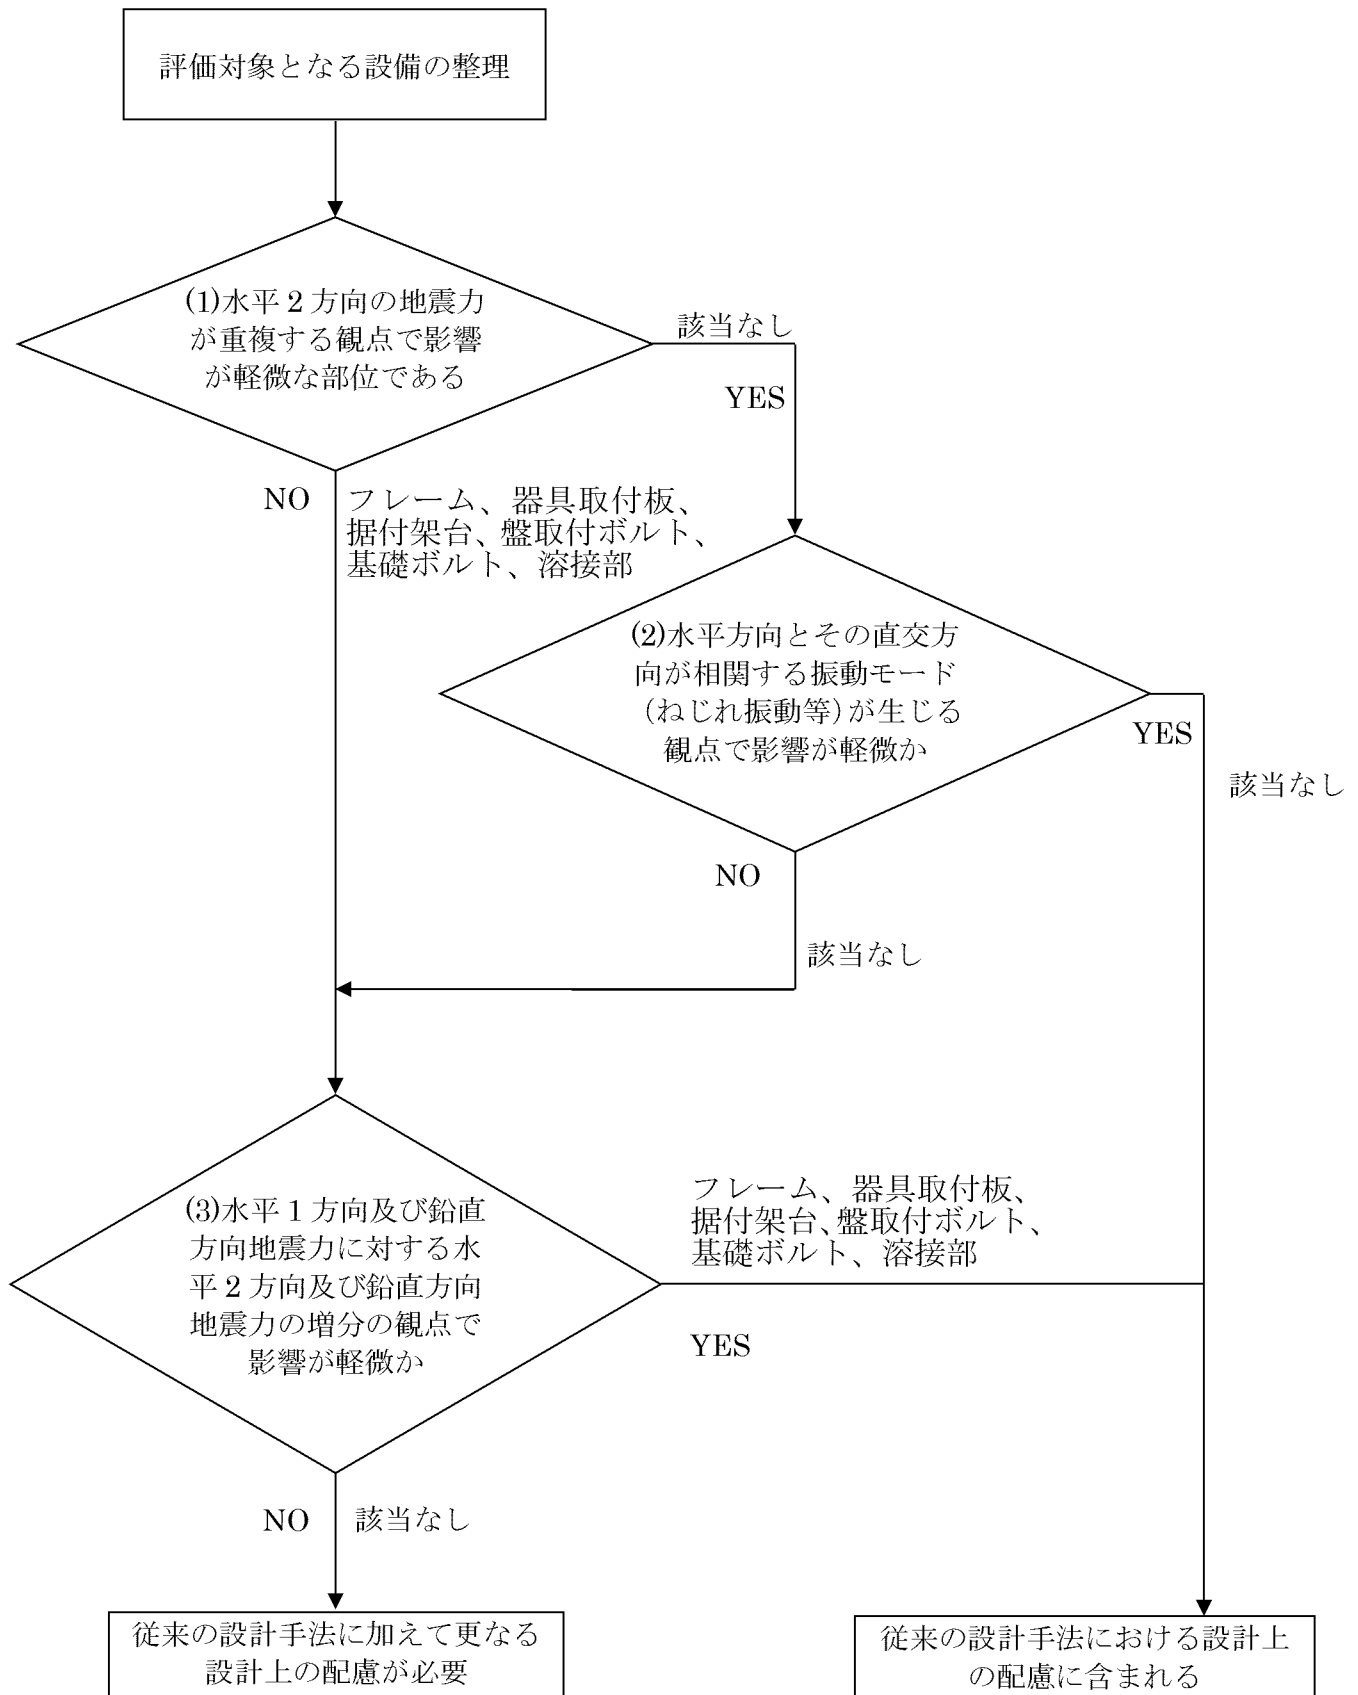 評価対象となる設備の整理
(1)水平２方向の地震力
が重複する観点で影響
が軽微な部位である
該当なし
YES
NO
フレーム、器具取付板、
据付架台、盤取付ボルト、
基礎ボルト、溶接部
(2)水平方向とその直交方
向が相関する振動モード
（ねじれ振動等）が生じる
観点で影響が軽微か
YES
該当なし
NO
該当なし
(3)水平１方向及び鉛直
方向地震力に対する水
平２方向及び鉛直方向
地震力の増分の観点で
影響が軽微か
フレーム、器具取付板、
据付架台、盤取付ボルト、
基礎ボルト、溶接部
YES
NO
該当なし
従来の設計手法に加えて更なる
設計上の配慮が必要
従来の設計手法における設計上
の配慮に含まれる